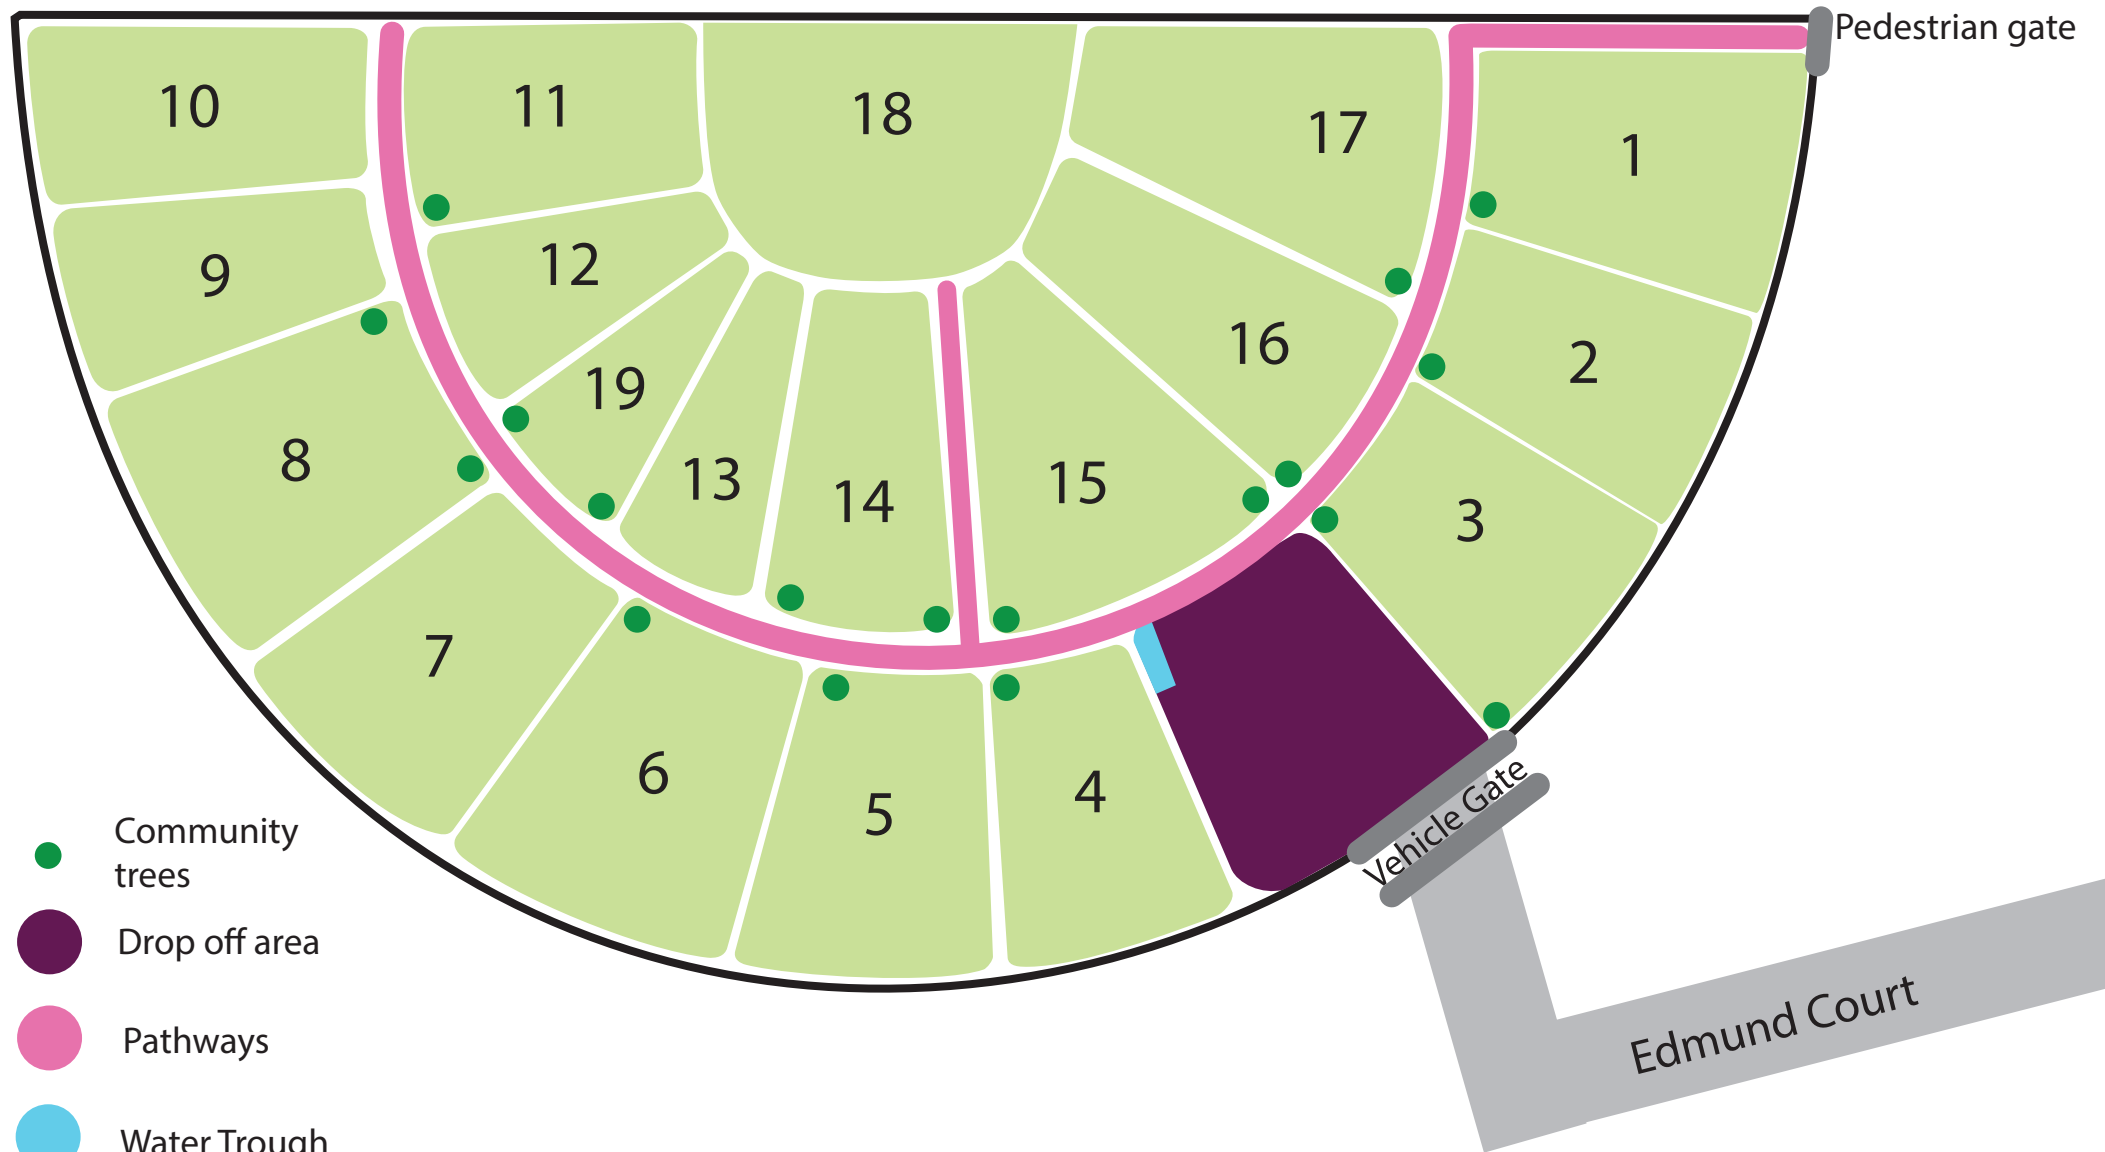 Pedestrian gate
10
11
18
17
1
9
12
16
2
8
19
13
14
15
3
7
6
5
4
Vehicle Gate
Edmund Court
Community
trees
Drop off area
Pathways
Water Trough